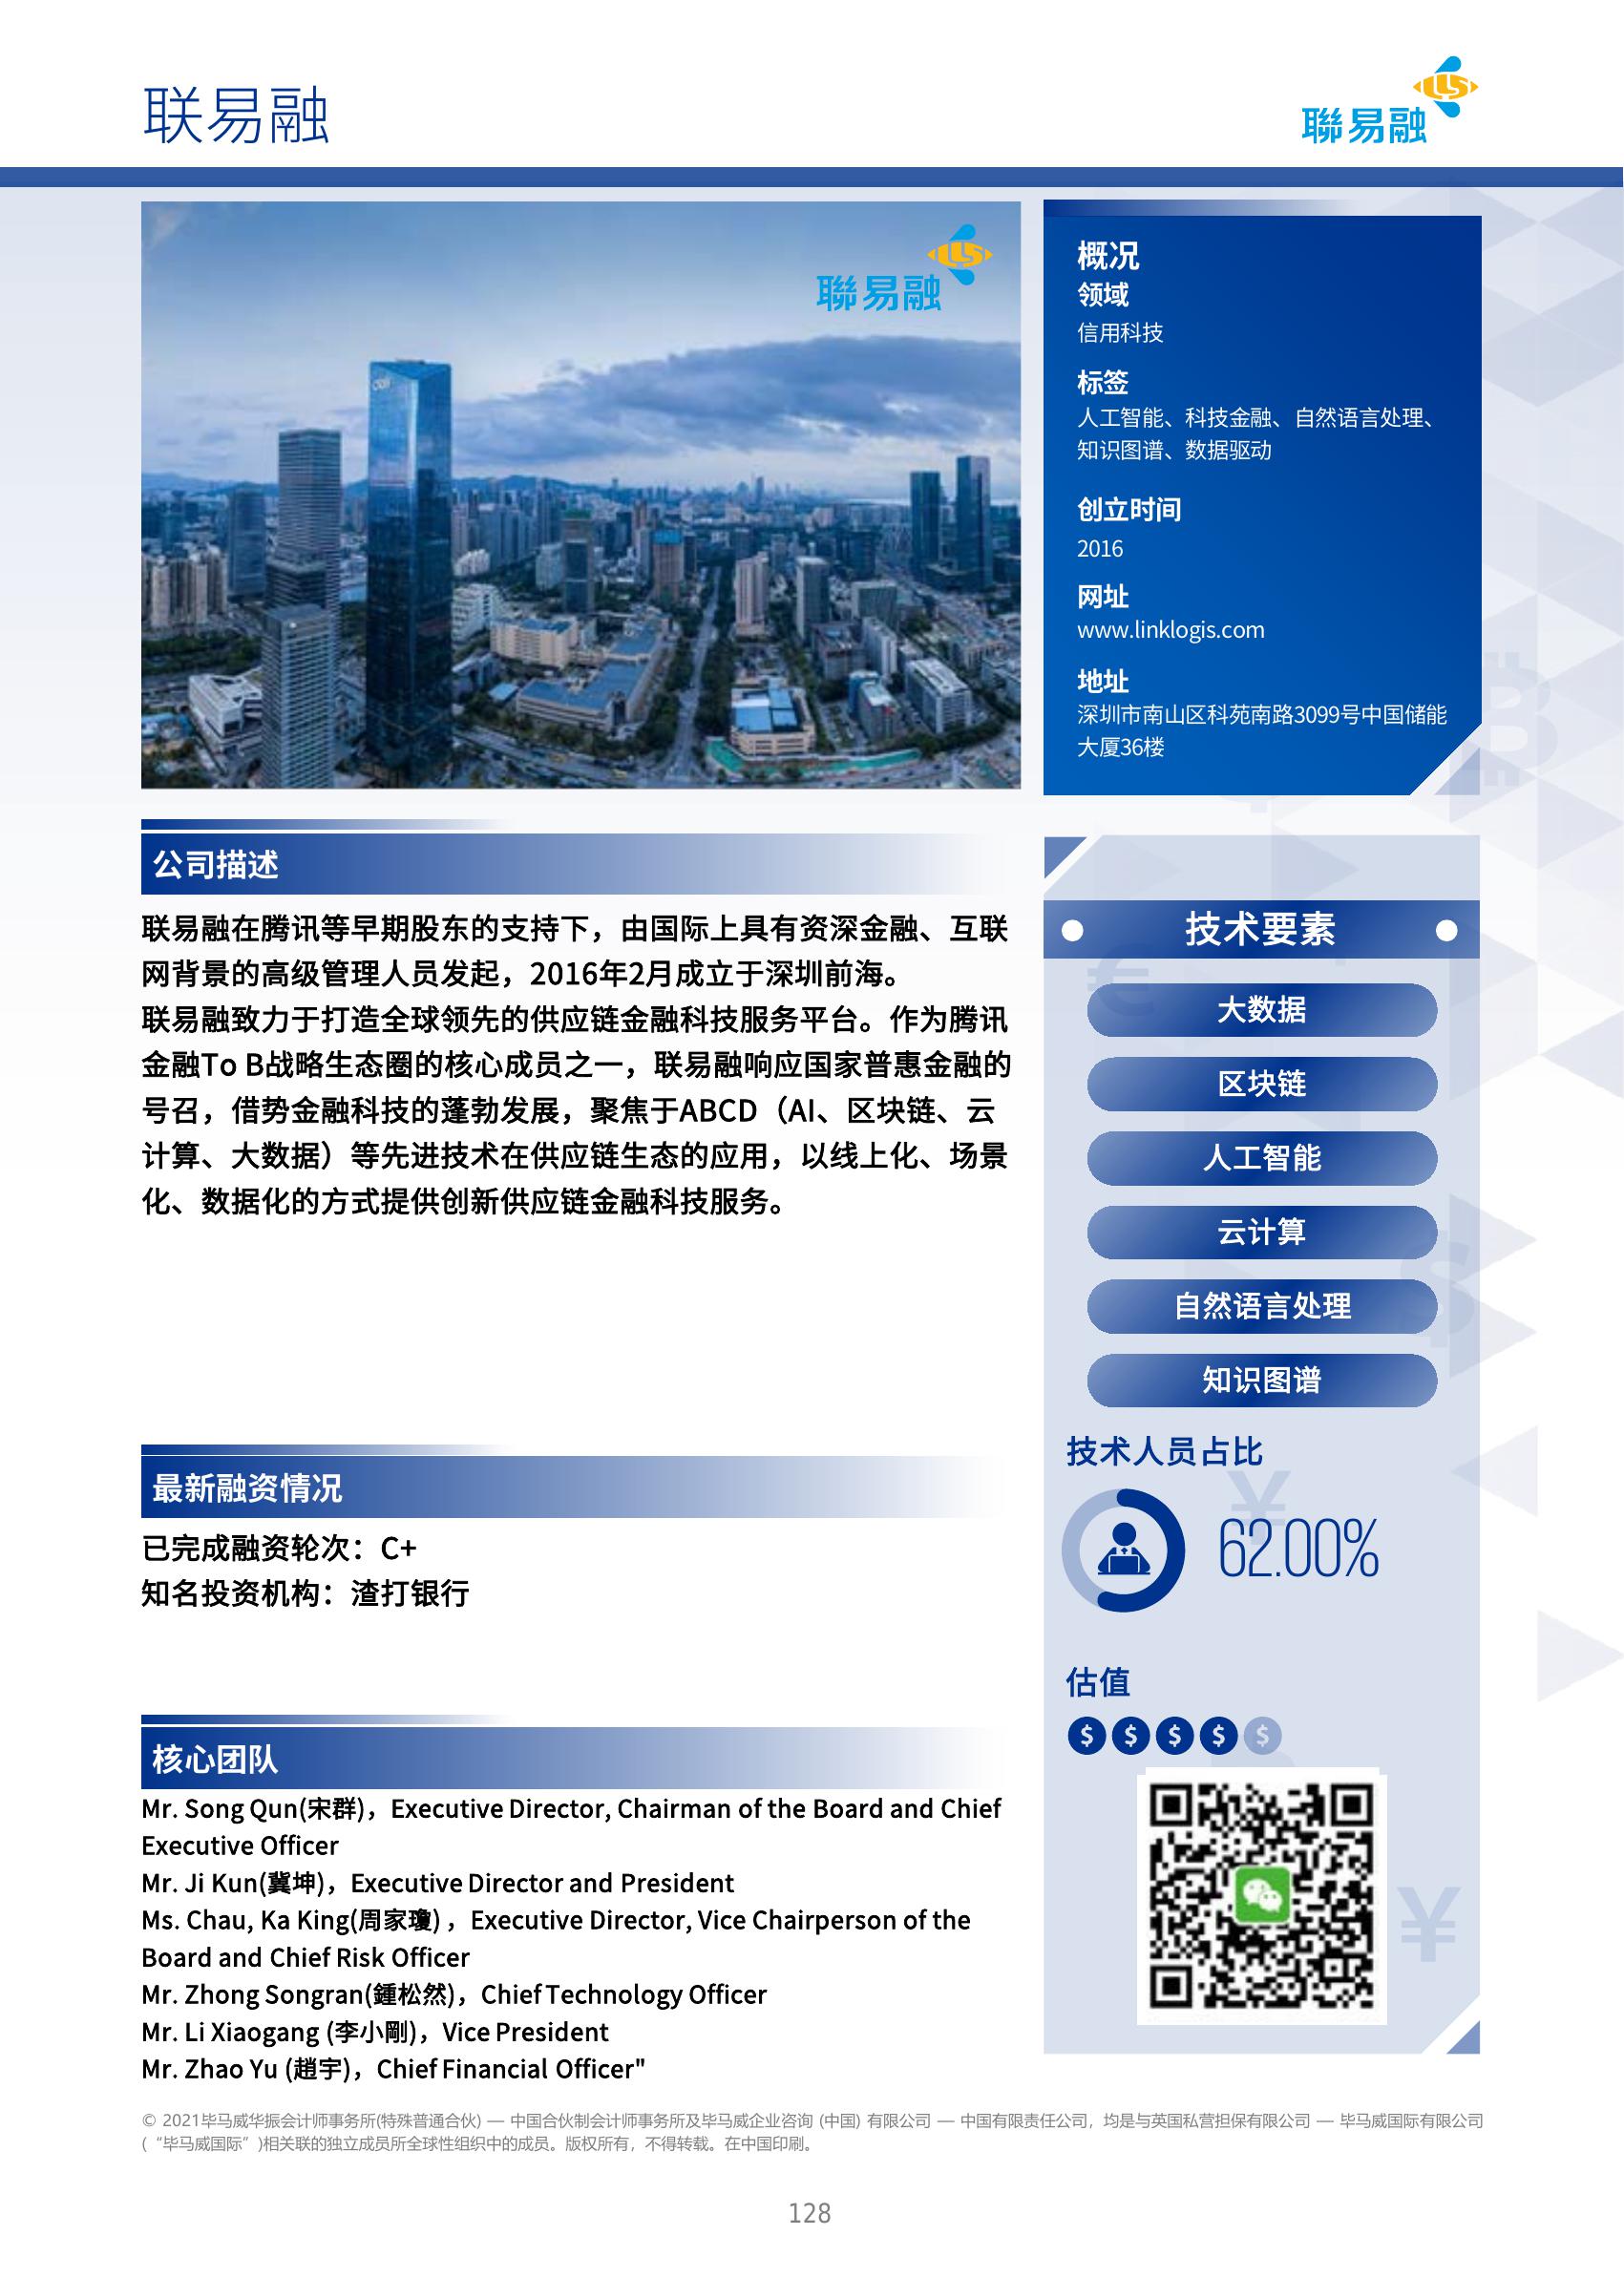 联易融
聯易融
聯易融
概况
领域
信用科技
标签
人工智能、科技金融、自然语言处理、
知识图谱、数据驱动
创立时间
2016
网址
www.linklogis.com
地址
深圳市南山区科苑南路3099号中国储能
大厦36楼
公司描述
联易融在腾讯等早期股东的支持下，由国际上具有资深金融、互联
网背景的高级管理人员发起，2016年2月成立于深圳前海。
联易融致力于打造全球领先的供应链金融科技服务平台。作为腾讯
金融To B战略生态圈的核心成员之一，联易融响应国家普惠金融的
号召，借势金融科技的蓬勃发展，聚焦于ABCD（AI、区块链、云
计算、大数据）等先进技术在供应链生态的应用，以线上化、场景
化、数据化的方式提供创新供应链金融科技服务。
最新融资情况
已完成融资轮次：C+
知名投资机构：渣打银行
核心团队
Mr. Song Qun(宋群)，Executive Director, Chairman of the Board and Chief
Executive Officer
Mr. Ji Kun(冀坤)，Executive Director and President
Ms. Chau, Ka King(周家瓊)，Executive Director, Vice Chairperson of the
Board and Chief Risk Officer
Mr. Zhong Songran(鍾松然)，Chief Technology Officer
Mr. Li Xiaogang (李小剛)，Vice President
Mr. Zhao Yu (趙宇)，Chief Financial Officer"
技术要素
大数据
区块链
人工智能
云计算
自然语言处理
知识图谱
技术人员占比
62.00%
估值
$ $ $ $ $
© 2021毕马威华振会计师事务所(特殊普通合伙) — 中国合伙制会计师事务所及毕马威企业咨询 (中国) 有限公司 — 中国有限责任公司，均是与英国私营担保有限公司 — 毕马威国际有限公司
(“毕马威国际”)相关联的独立成员所全球性组织中的成员。版权所有，不得转载。在中国印刷。
128